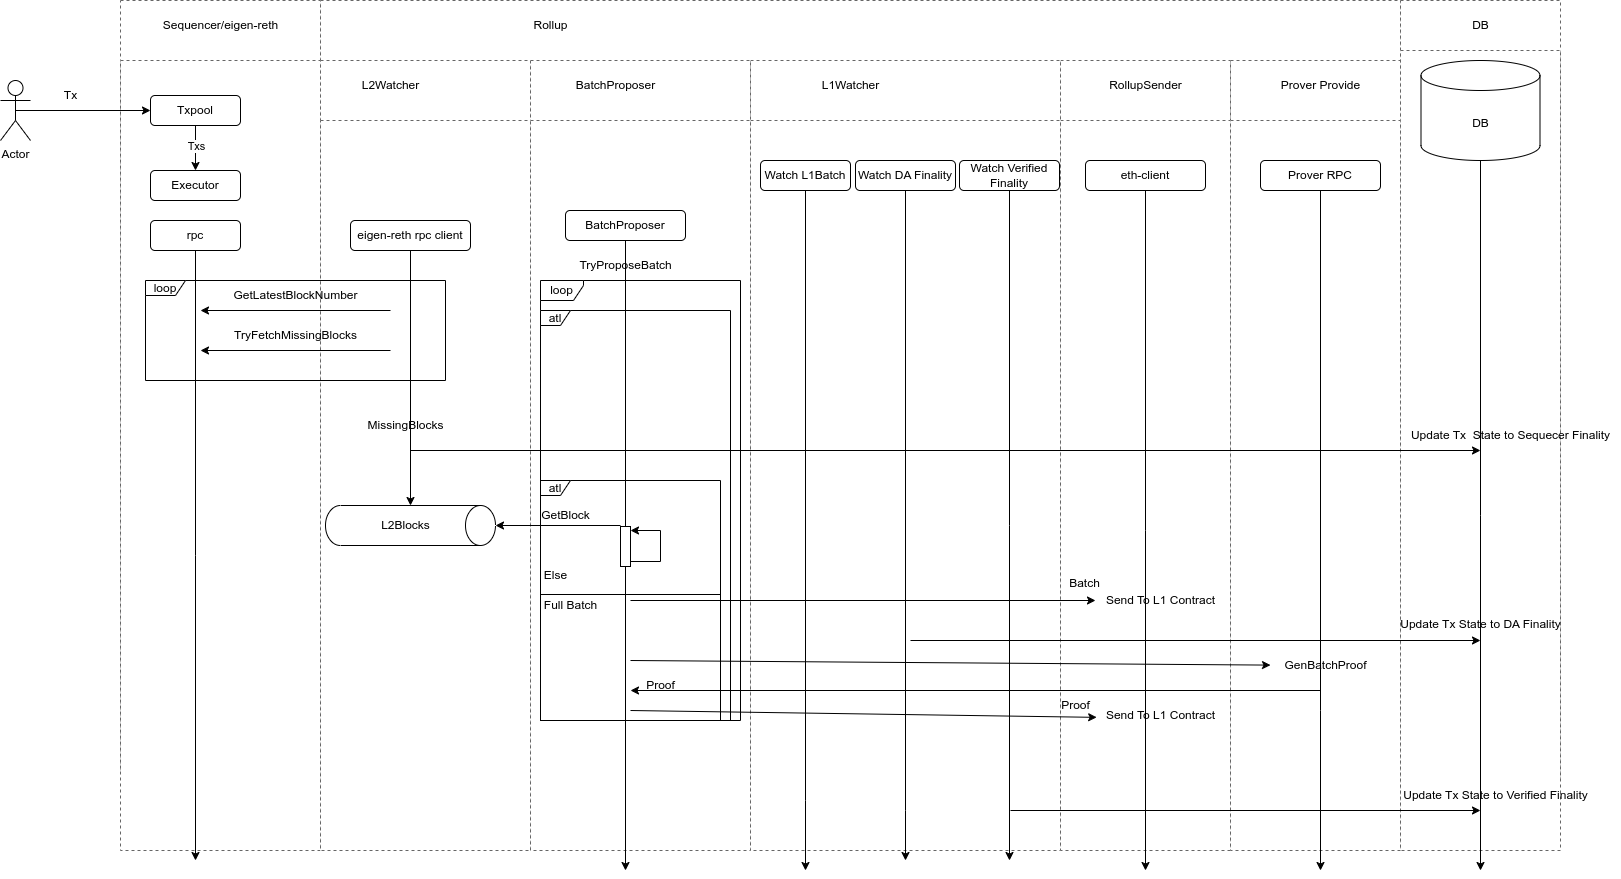 Sequencer/eigen-reth
Rollup
DB
L2Watcher
BatchProposer
L1Watcher
RollupSender
Prover Provide
Tx
Txpool
DB
Txs
Actor
Executor
Watch L1Batch
Watch DA Finality
Watch Verified
Finality
eth-client
Prover RPC
rpc
eigen-reth rpc client
BatchProposer
TryProposeBatch
loop
loop
GetLatestBlockNumber
atl
TryFetchMissingBlocks
MissingBlocks
Update Tx  State to Sequecer Finality
atl
GetBlock
L2Blocks
Else
Batch
Full Batch
Send To L1 Contract
Update Tx State to DA Finality
GenBatchProof
Proof
Proof
Send To L1 Contract
Update Tx State to Verified Finality